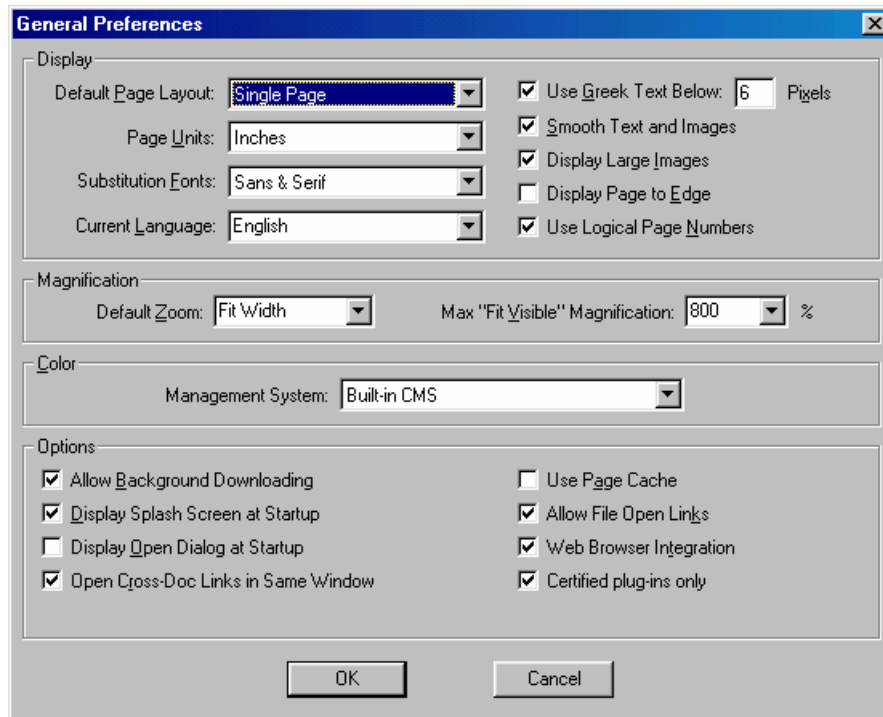 General Preferences
Display
Default Page Layout: Single Page
Page Units: Inches
Substitution Fonts: Sans & Serif
Current Language: English
Use Greek Text Below: 6 Pixels
Smooth Text and Images
Display Large Images
Display Page to Edge
Use Logical Page Numbers
Magnification
Default Zoom: Fit Width Max "Fit Visible" Magnification: 800 %
Color
Management System: Built-in CMS
Options
Allow Background Downloading
Display Splash Screen at Startup
Display Open Dialog at Startup
Open Cross-Doc Links in Same Window
Use Page Cache
Allow File Open Links
Web Browser Integration
Certified plug-ins only
OK Cancel